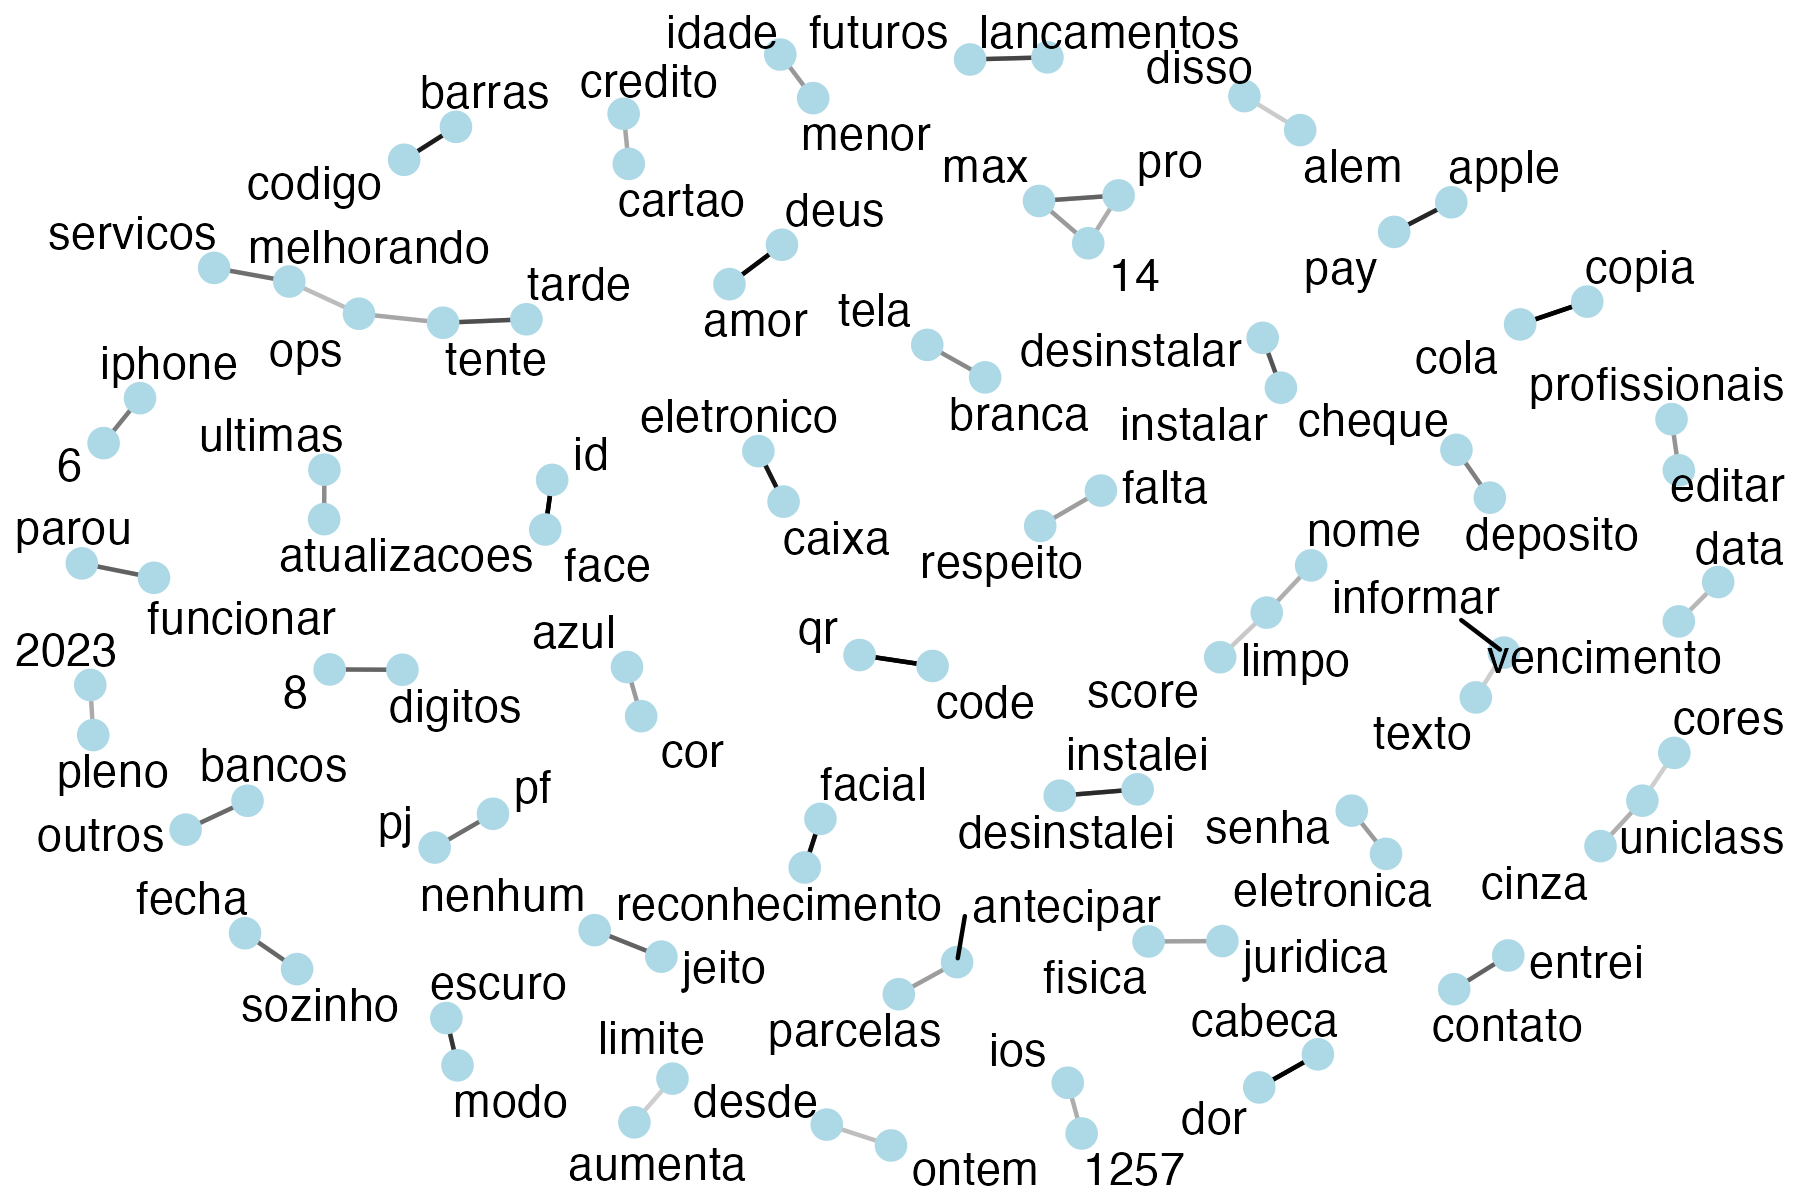 idade
futuros
lancamentos
disso
barras
credito
menor
alem
codigo
cartao
max
pro
apple
servicos
melhorando
deus
14
pay
copia
tarde
amor
tela
desinstalar
cola
iphone
ops
tente
branca
instalar
cheque
profissionais
6
ultimas
id
eletronico
falta
editar
parou
atualizacoes
face
caixa
respeito
nome
deposito
data
funcionar
informar
2023
8
digitos
azul
qr
code
score
limpo
vencimento
texto
pleno
bancos
cor
instalei
cores
outros
pj
pf
facial
desinstalei
senha
uniclass
fecha
nenhum
reconhecimento
antecipar
eletronica
cinza
sozinho
escuro
jeito
parcelas
fisica
juridica
entrei
modo
limite
desde
ios
cabeca
contato
aumenta
ontem
1257
dor